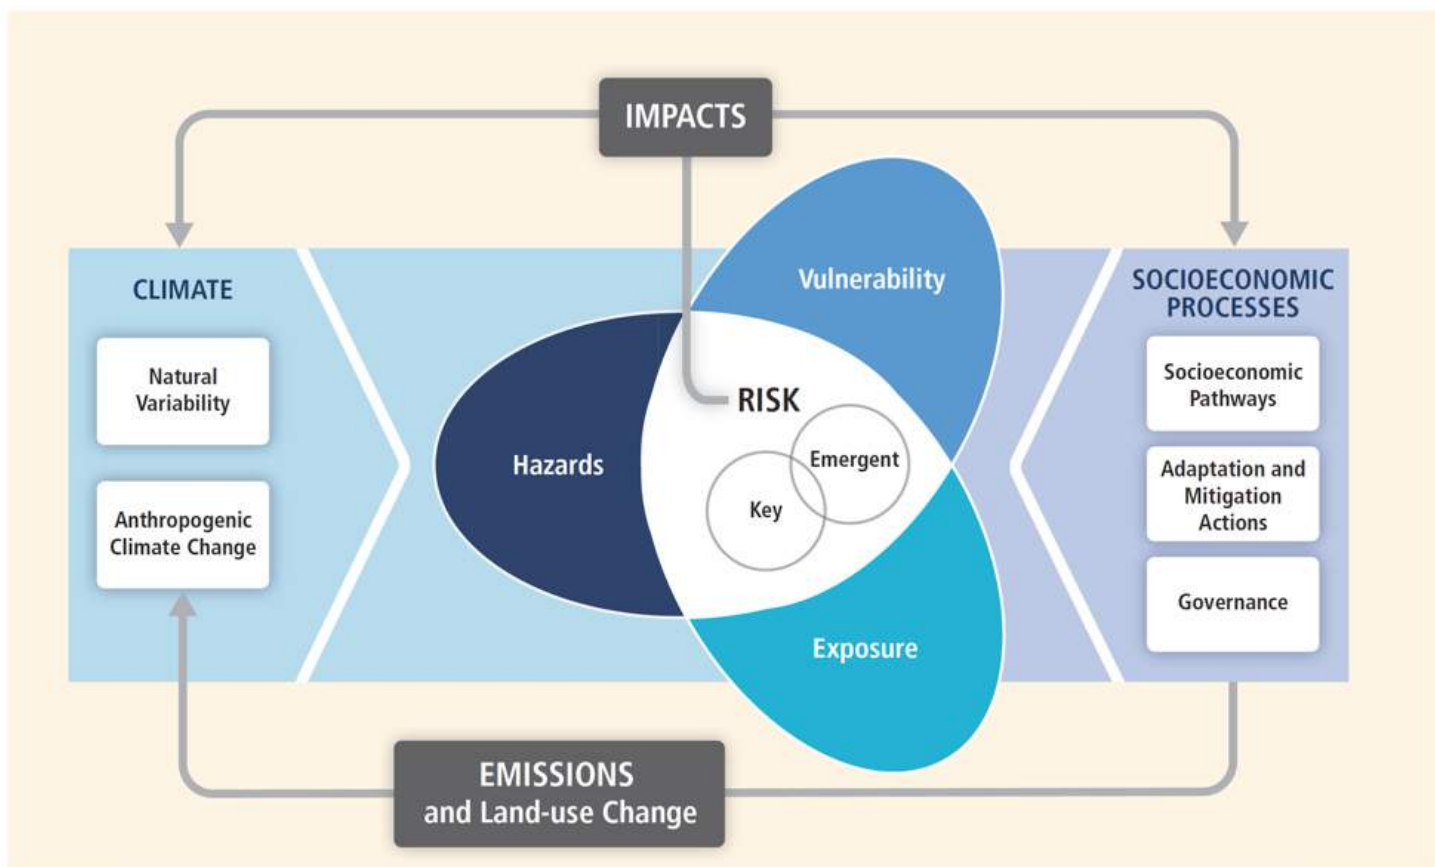 IMPACTS
CLIMATE
Natural
Variability
Anthropogenic
Climate Change
Hazards
Vulnerability
RISK
Emergent
Key
Exposure
SOCIOECONOMIC
PROCESSES
Socioeconomic
Pathways
Adaptation and
Mitigation
Actions
Governance
EMISSIONS
and Land-use Change